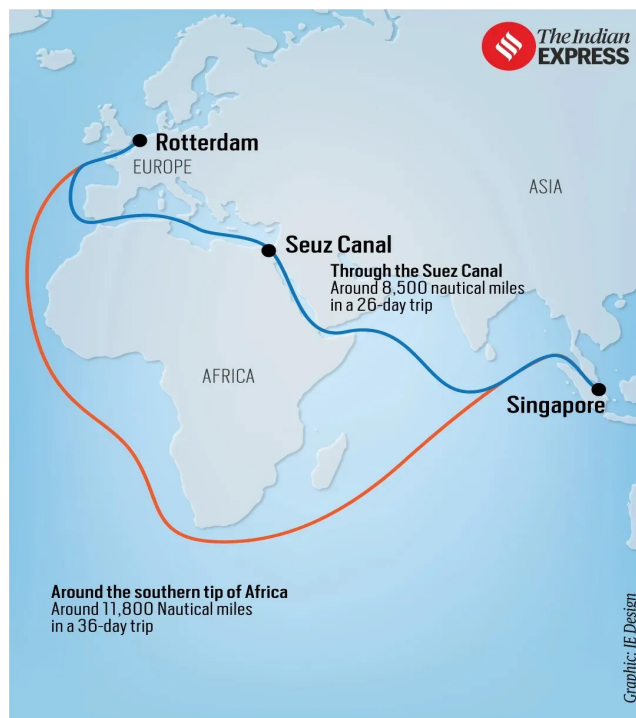 The Indian
EXPRESS
Rotterdam
EUROPE
ASIA
Seuz Canal
Through the Suez Canal
Around 8,500 nautical miles
in a 26-day trip
AFRICA
Singapore
Around the southern tip of Africa
Around 11,800 Nautical miles
in a 36-day trip
Graphic: IE Design